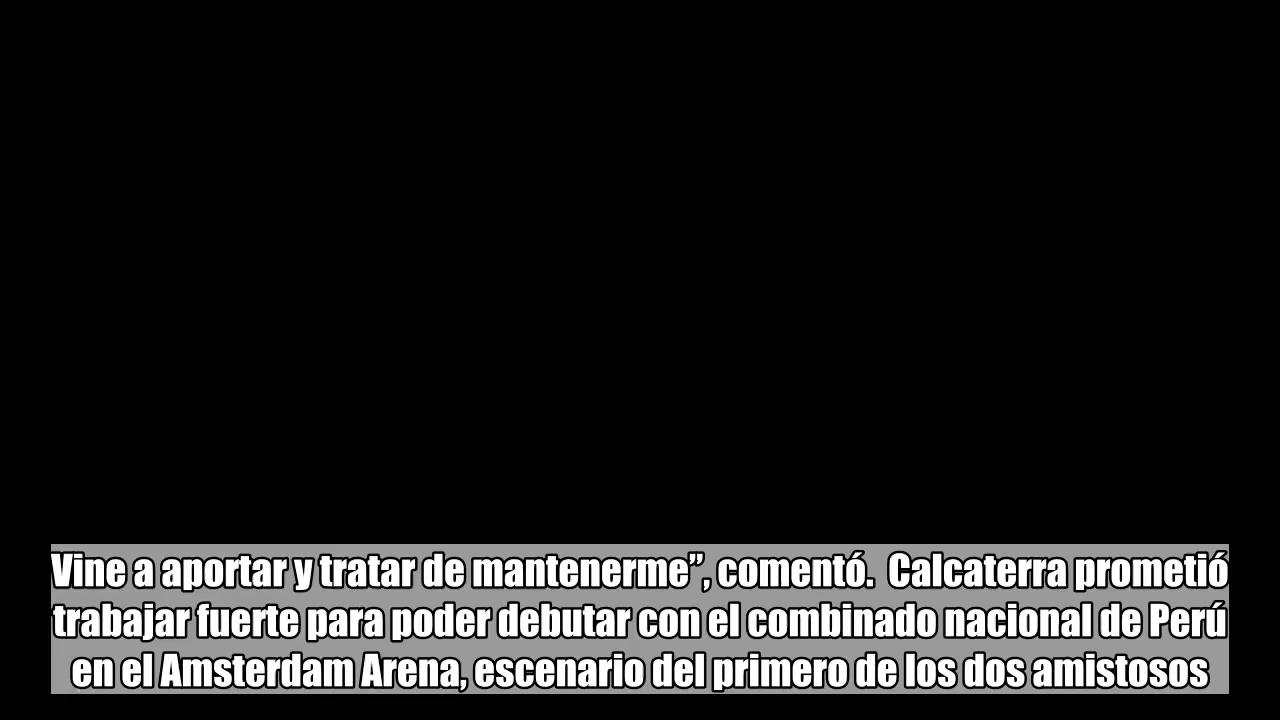 Vine a aportar y tratar de mantenerme”, comentó.  Calcaterra prometió
trabajar fuerte para poder debutar con el combinado nacional de Perú
en el Amsterdam Arena, escenario del primero de los dos amistosos